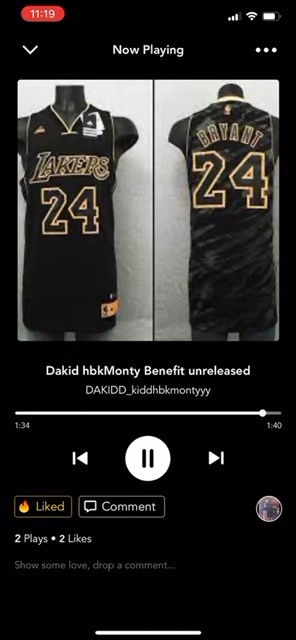 11:19
Now Playing
LAKERS
24
BRYANT
24
Dakid hbkMonty Benefit unreleased
DAKIDD_kiddhbkmontyyy
1:34
1:40
Liked
Comment
2 Plays • 2 Likes
Show some love, drop a comment...